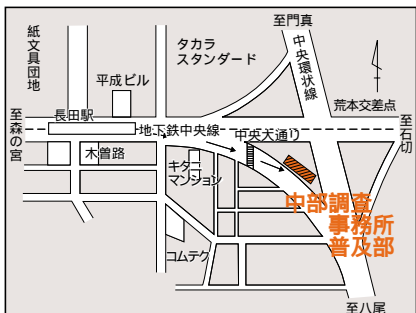 至門真
紙文具団地
タカラ
スタンダード
中央環状線
平成ビル
荒本交差点
長田駅
至森の宮
地下鉄中央線
中央大通り
至石切
木曽路
キタ
マンション
中部調査
事務所
普及部
コムテク
至八尾